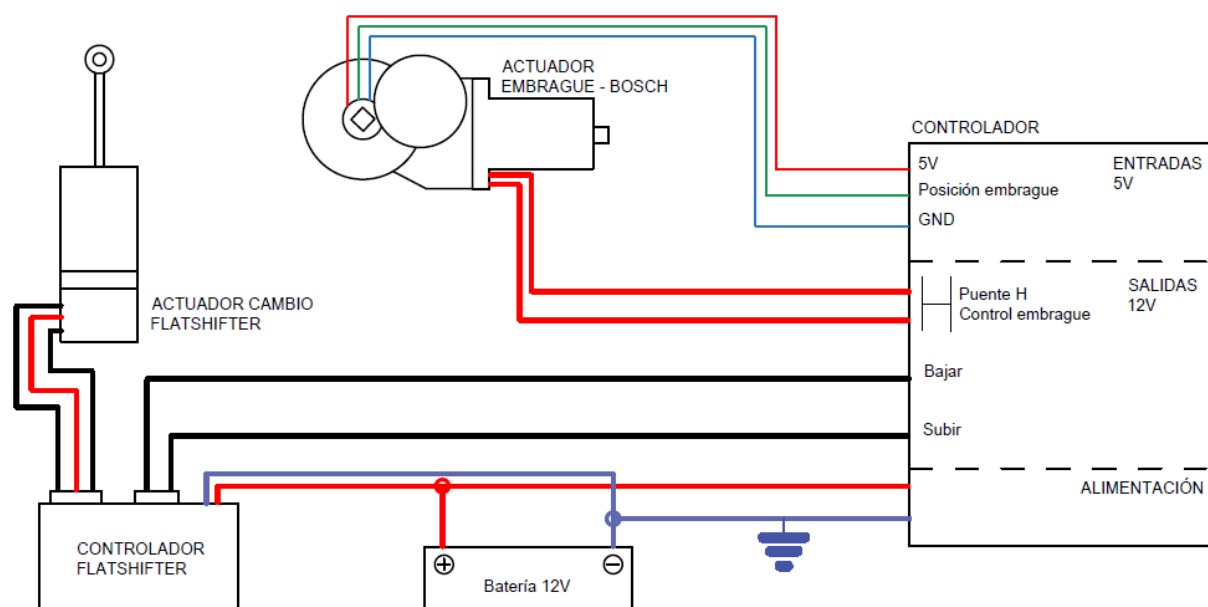 ACTUADOR
EMBRAGUE - BOSCH
CONTROLADOR
5V
ENTRADAS
5V
Posición embrague
GND
Puente H
Control embrague
SALIDAS
12V
ACTUADOR CAMBIO
FLATSHIFTER
Bajar
Subir
ALIMENTACIÓN
CONTROLADOR
FLATSHIFTER
+
−
Batería 12V